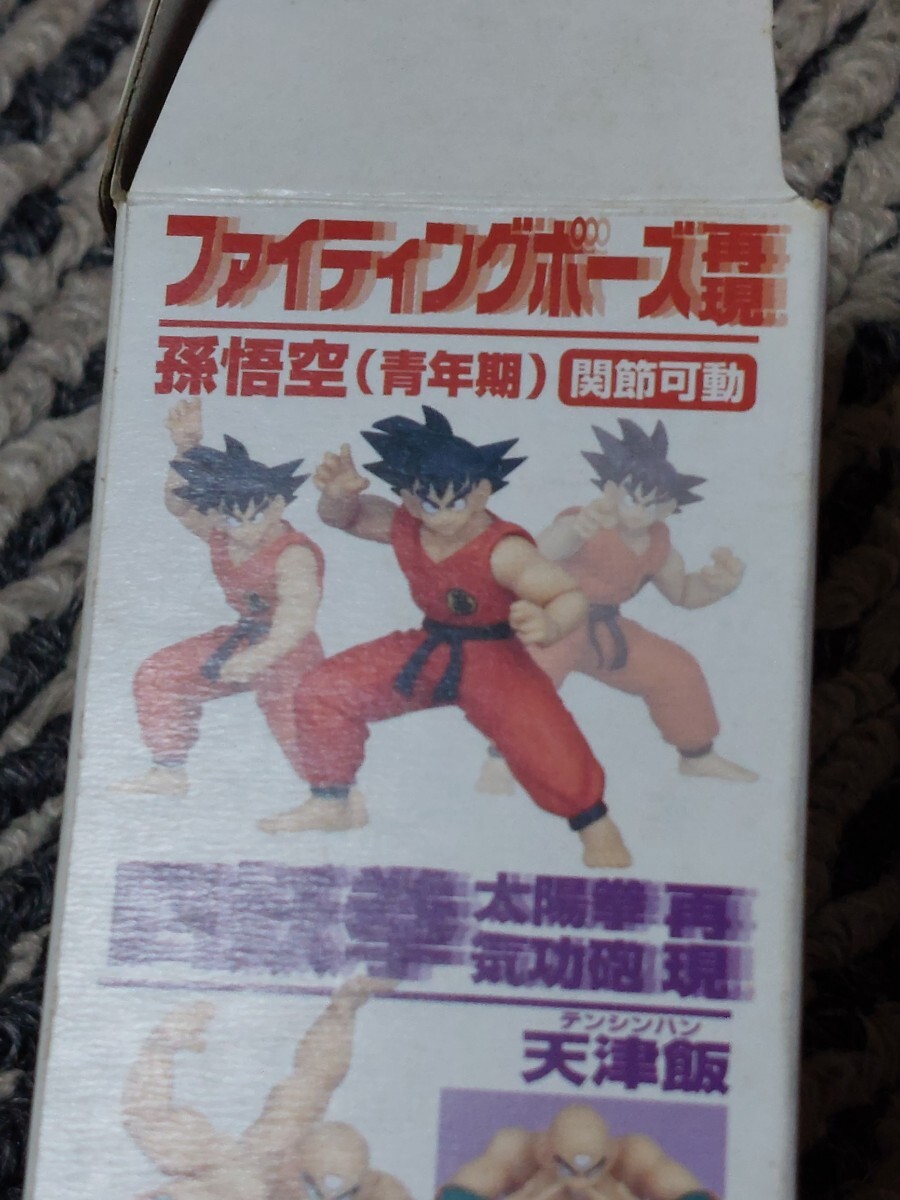 ファイティングポーズ再現
孫悟空（青年期）関節可動
拳 太陽拳 再現
気功砲
テンシンハン
天津飯